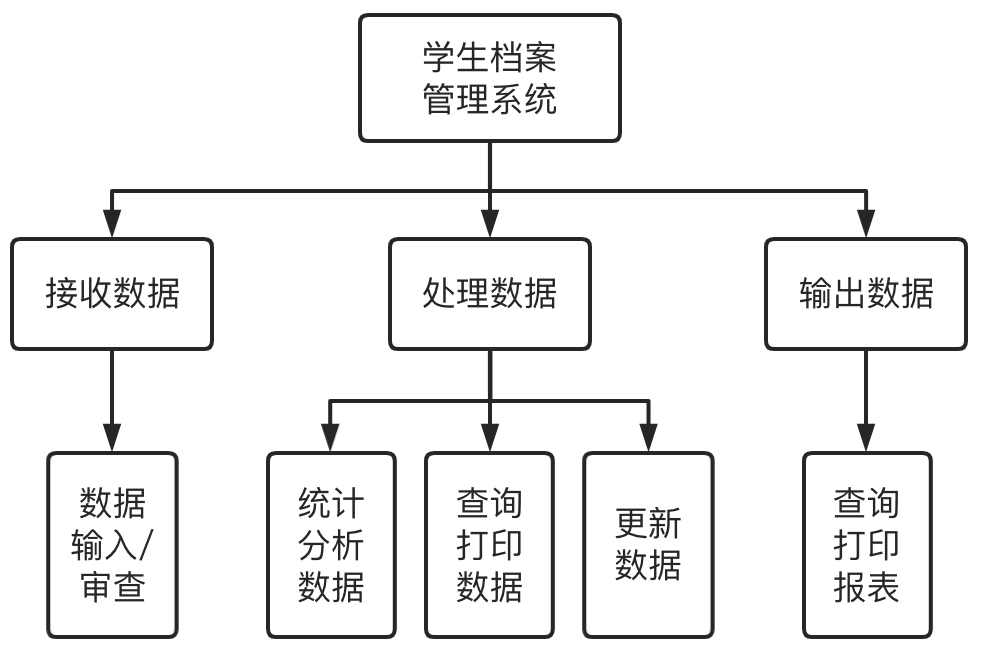 学生档案
管理系统
接收数据
处理数据
输出数据
数据
输入/
审查
统计
分析
数据
查询
打印
数据
更新
数据
查询
打印
报表